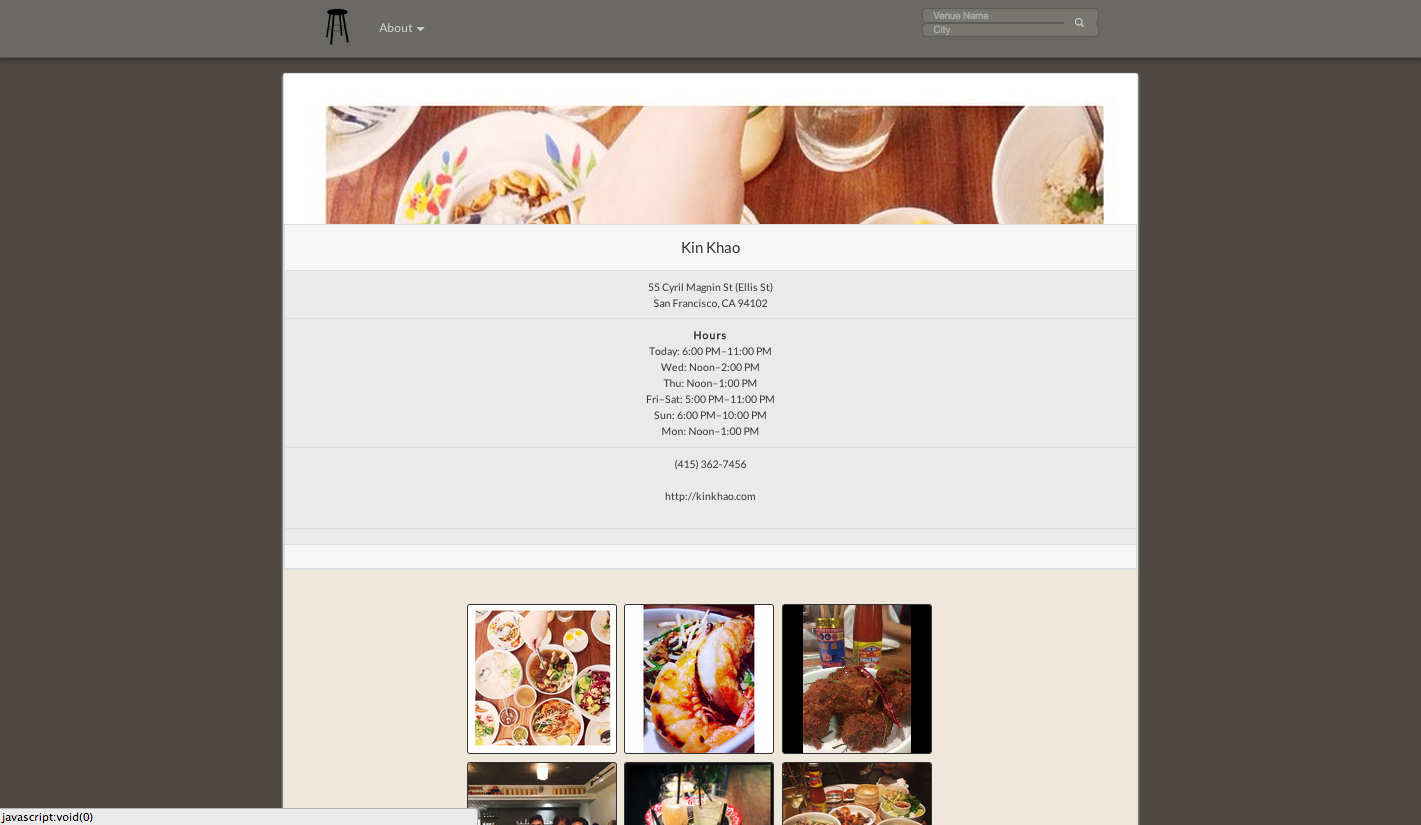 About
Venue Name
City
Kin Khao
55 Cyril Magnin St (Ellis St)
San Francisco, CA 94102
Hours
Today: 6:00 PM–11:00 PM
Wed: Noon–2:00 PM
Thu: Noon–1:00 PM
Fri–Sat: 5:00 PM–11:00 PM
Sun: 6:00 PM–10:00 PM
Mon: Noon–1:00 PM
(415) 362-7456
http://kinkhao.com
javascript:void(0)